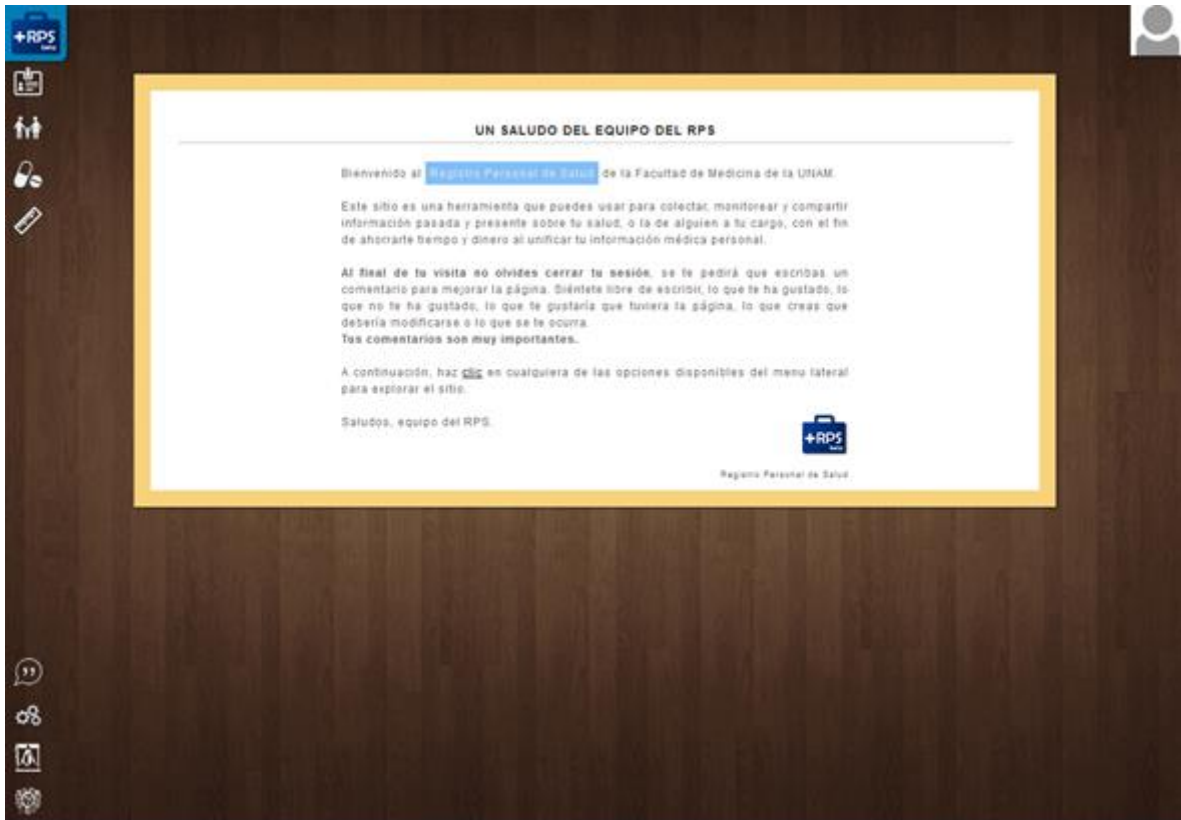 +RPS
beta
UN SALUDO DEL EQUIPO DEL RPS
Bienvenido al Registro Personal de Salud de la Facultad de Medicina de la UNAM.
Este sitio es una herramienta que puedes usar para colectar, monitorear y compartir
información pasada y presente sobre tu salud, o la de alguien a tu cargo, con el fin
de ahorrarte tiempo y dinero al unificar tu información médica personal.
Al final de tu visita no olvides cerrar tu sesión, se te pedirá que escribas un
comentario para mejorar la página. Siéntete libre de escribir, lo que te ha gustado, lo
que no te ha gustado, lo que te gustaría que tuviera la página, lo que creas que
debería modificarse o lo que se te ocurra.
Tus comentarios son muy importantes.
A continuación, haz clic en cualquiera de las opciones disponibles del menu lateral
para explorar el sitio.
Saludos, equipo del RPS.
+RPS
beta
Registro Personal de Salud